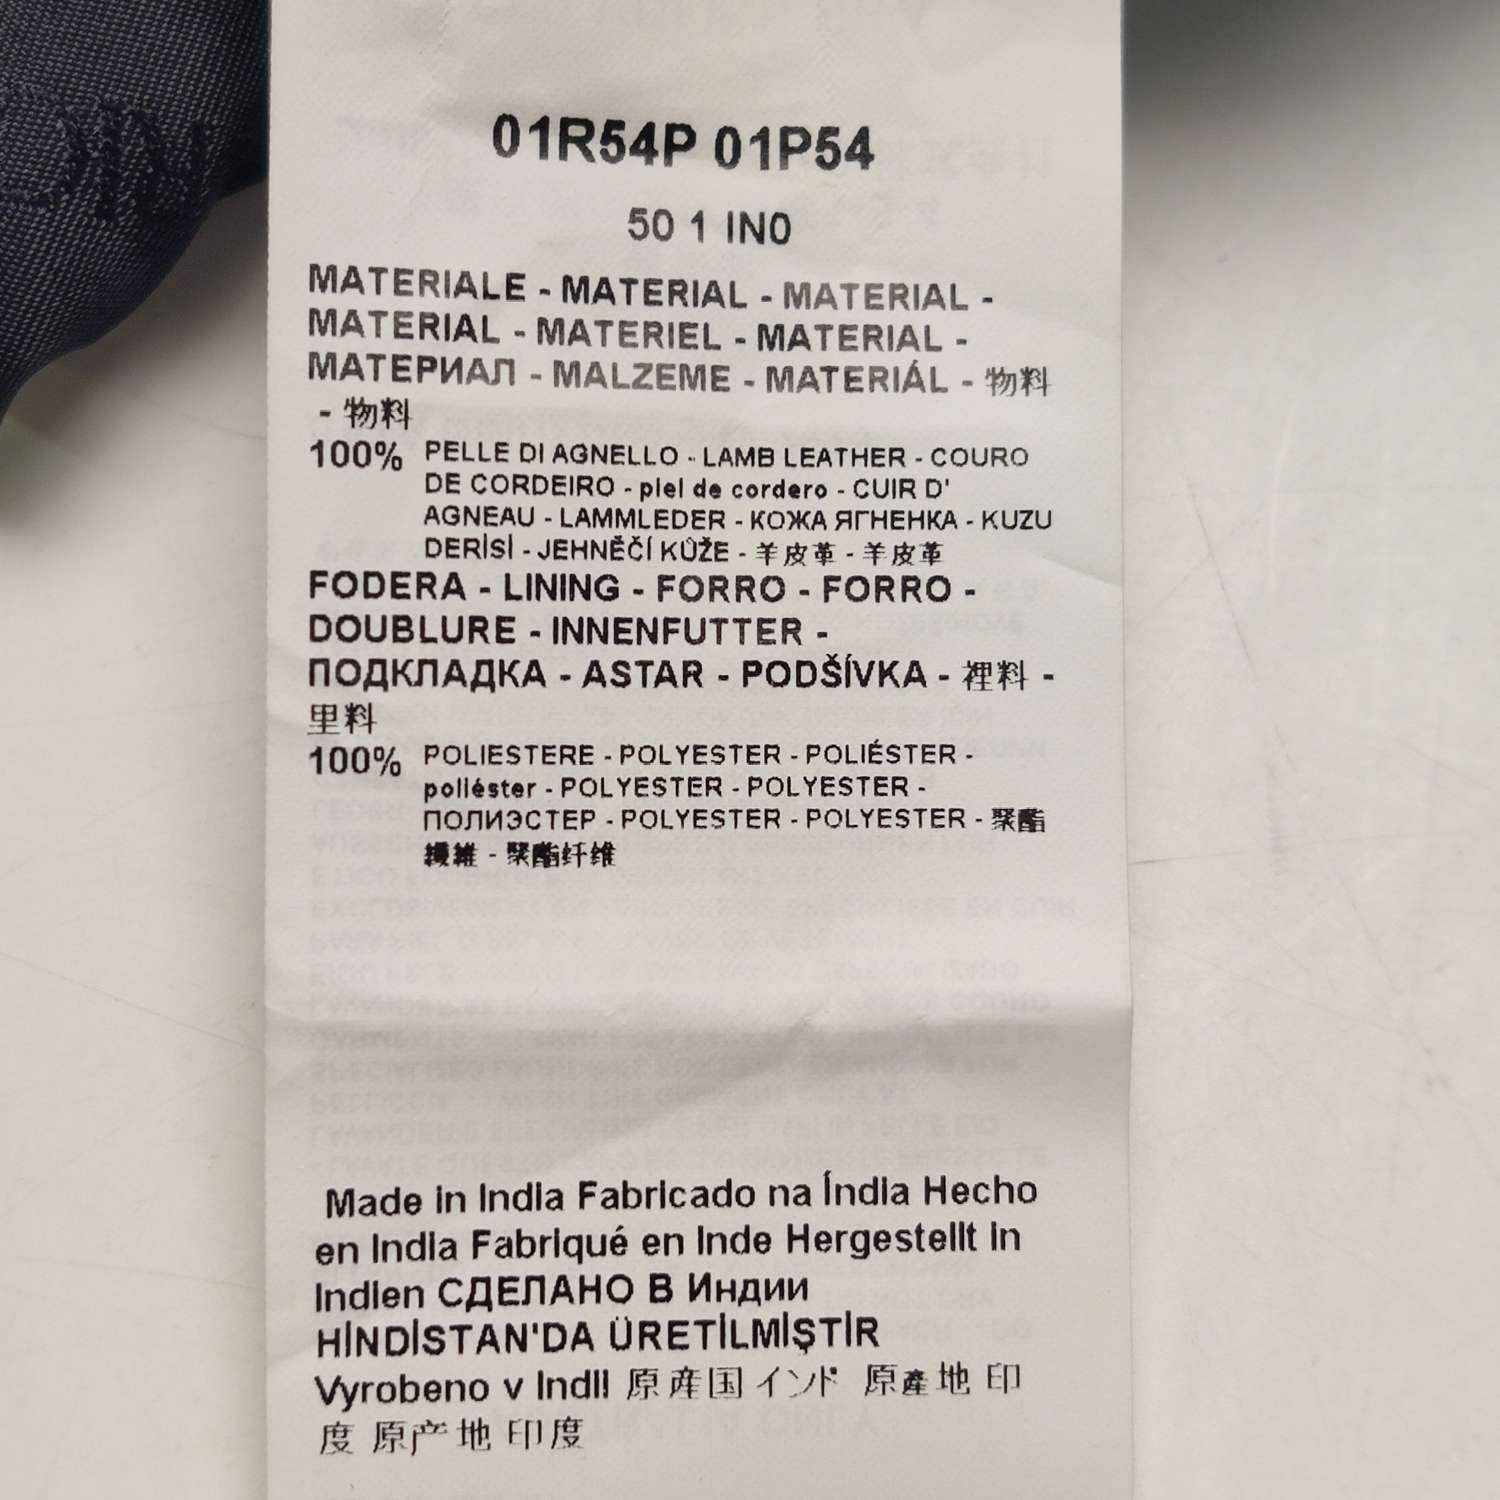 01R54P 01P54
50 1 IN0
MATERIALE - MATERIAL - MATERIAL -
MATERIAL - MATERIEL - MATERIAL -
МАТЕРИАЛ - MALZEME - MATERIÁL - 物料
- 物料
100% PELLE DI AGNELLO - LAMB LEATHER - COURO
DE CORDEIRO - piel de cordero - CUIR D'
AGNEAU - LAMMLEDER - КОЖА ЯГНЕНКА - KUZU
DERİSİ - JEHNĚČÍ KŮŽE - 羊皮革 - 羊皮革
FODERA - LINING - FORRO - FORRO -
DOUBLURE - INNENFUTTER -
ПОДКЛАДКА - ASTAR - PODŠÍVKA - 裡料 -
里料
100% POLIESTERE - POLYESTER - POLIÉSTER -
poliéster - POLYESTER - POLYESTER -
ПОЛИЭСТЕР - POLYESTER - POLYESTER - 聚酯
纖維 - 聚酯纤维
Made in India Fabricado na Índia Hecho
en India Fabriqué en Inde Hergestellt in
Indien СДЕЛАНО В Индии
HİNDİSTAN'DA ÜRETİLMİŞTİR
Vyrobeno v Indii 原産国インド 原產地 印
度 原产地 印度